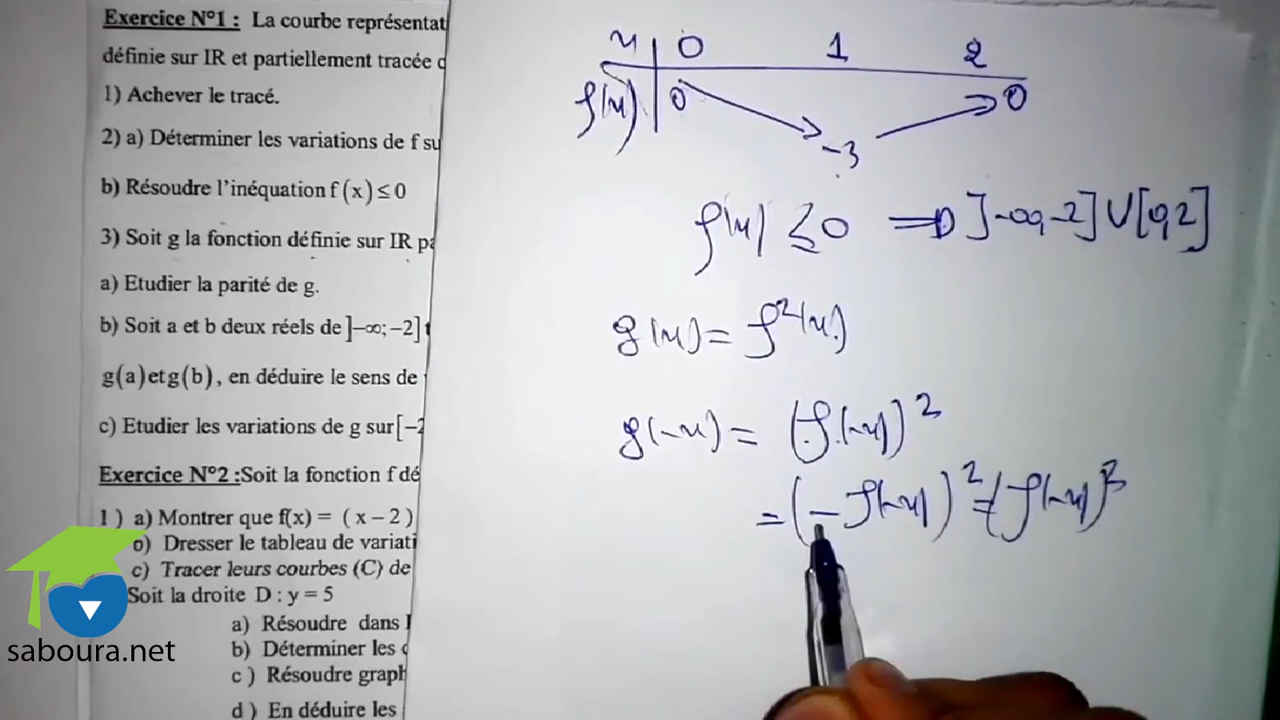 Exercice N°1 : La courbe représentat
définie sur IR et partiellement tracée
1) Achever le tracé.
2) a) Déterminer les variations de f su
b) Résoudre l'inéquation f(x) ≤ 0
3) Soit g la fonction définie sur IR pa
a) Etudier la parité de g.
b) Soit a et b deux réels de ]−∞; −2]
g(a) et g(b), en déduire le sens de
c) Etudier les variations de g sur [−2
Exercice N°2 :Soit la fonction f dé
1 ) a) Montrer que f(x) = ( x – 2 )
b) Dresser le tableau de variati
c) Tracer leurs courbes (C) de
Soit la droite D : y = 5
a) Résoudre dans
b) Déterminer les
c ) Résoudre graph
d ) En déduire les
x 0 1 2
f(x) 0 -3 0
f(x) ≤ 0 ⇒ ]-∞,-2] U [0,2]
g(x) = f²(x)
g(-x) = (f(-x))²
= (-f(-x))² = (f(-x))²
saboura.net